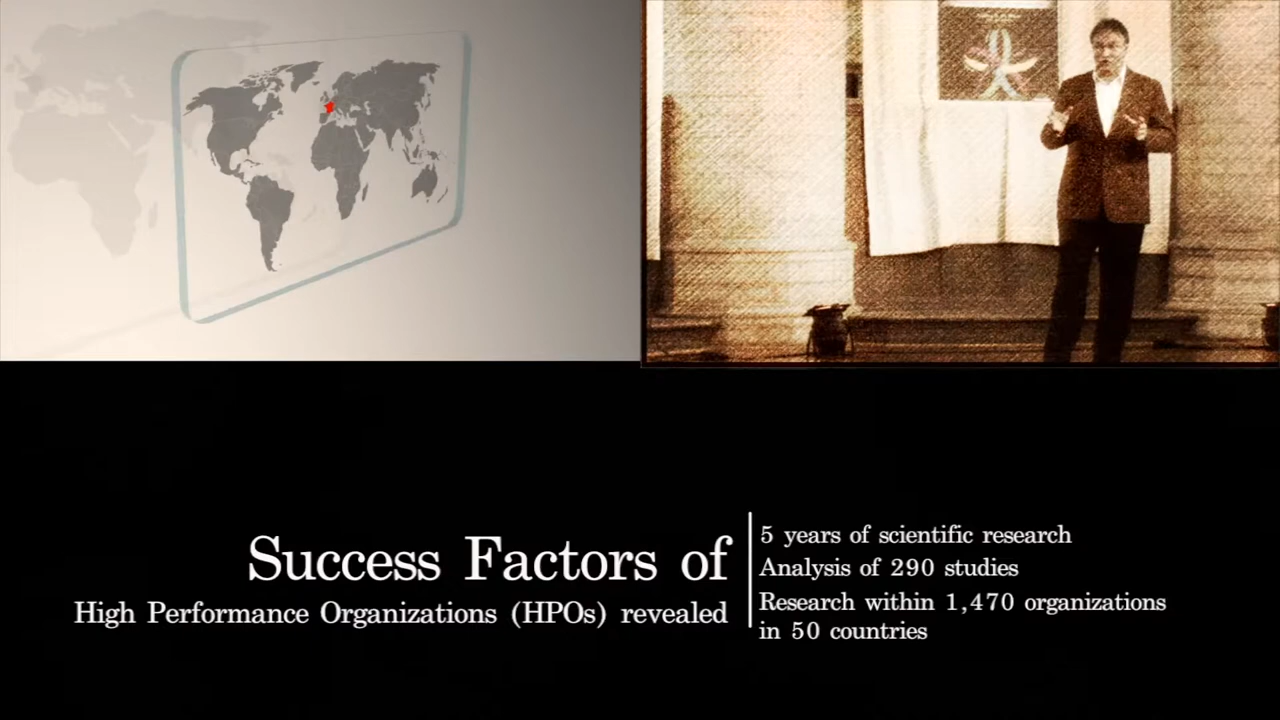 Success Factors of
High Performance Organizations (HPOs) revealed
5 years of scientific research
Analysis of 290 studies
Research within 1,470 organizations
in 50 countries